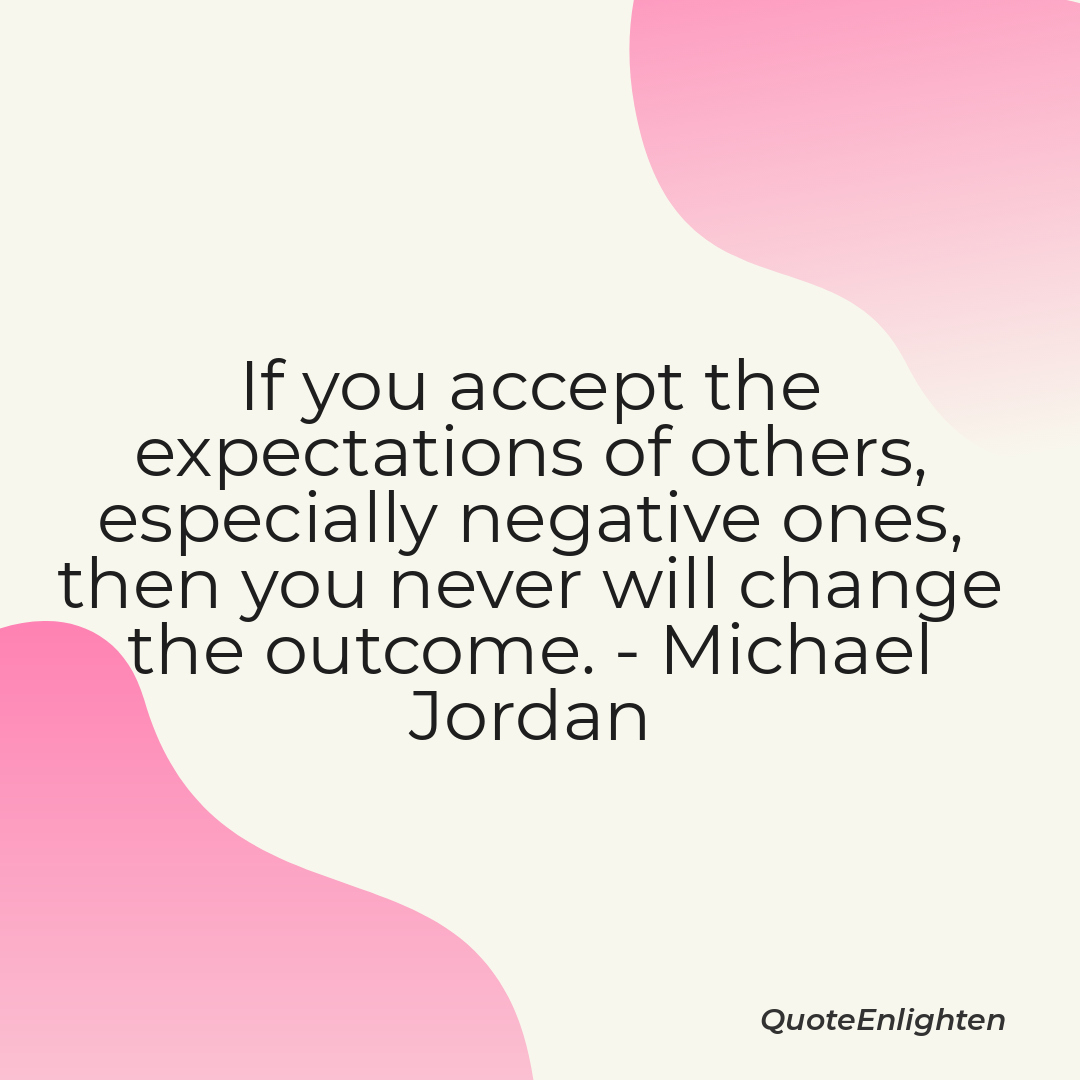 If you accept the
expectations of others,
especially negative ones,
then you never will change
the outcome. - Michael
Jordan
QuoteEnlighten